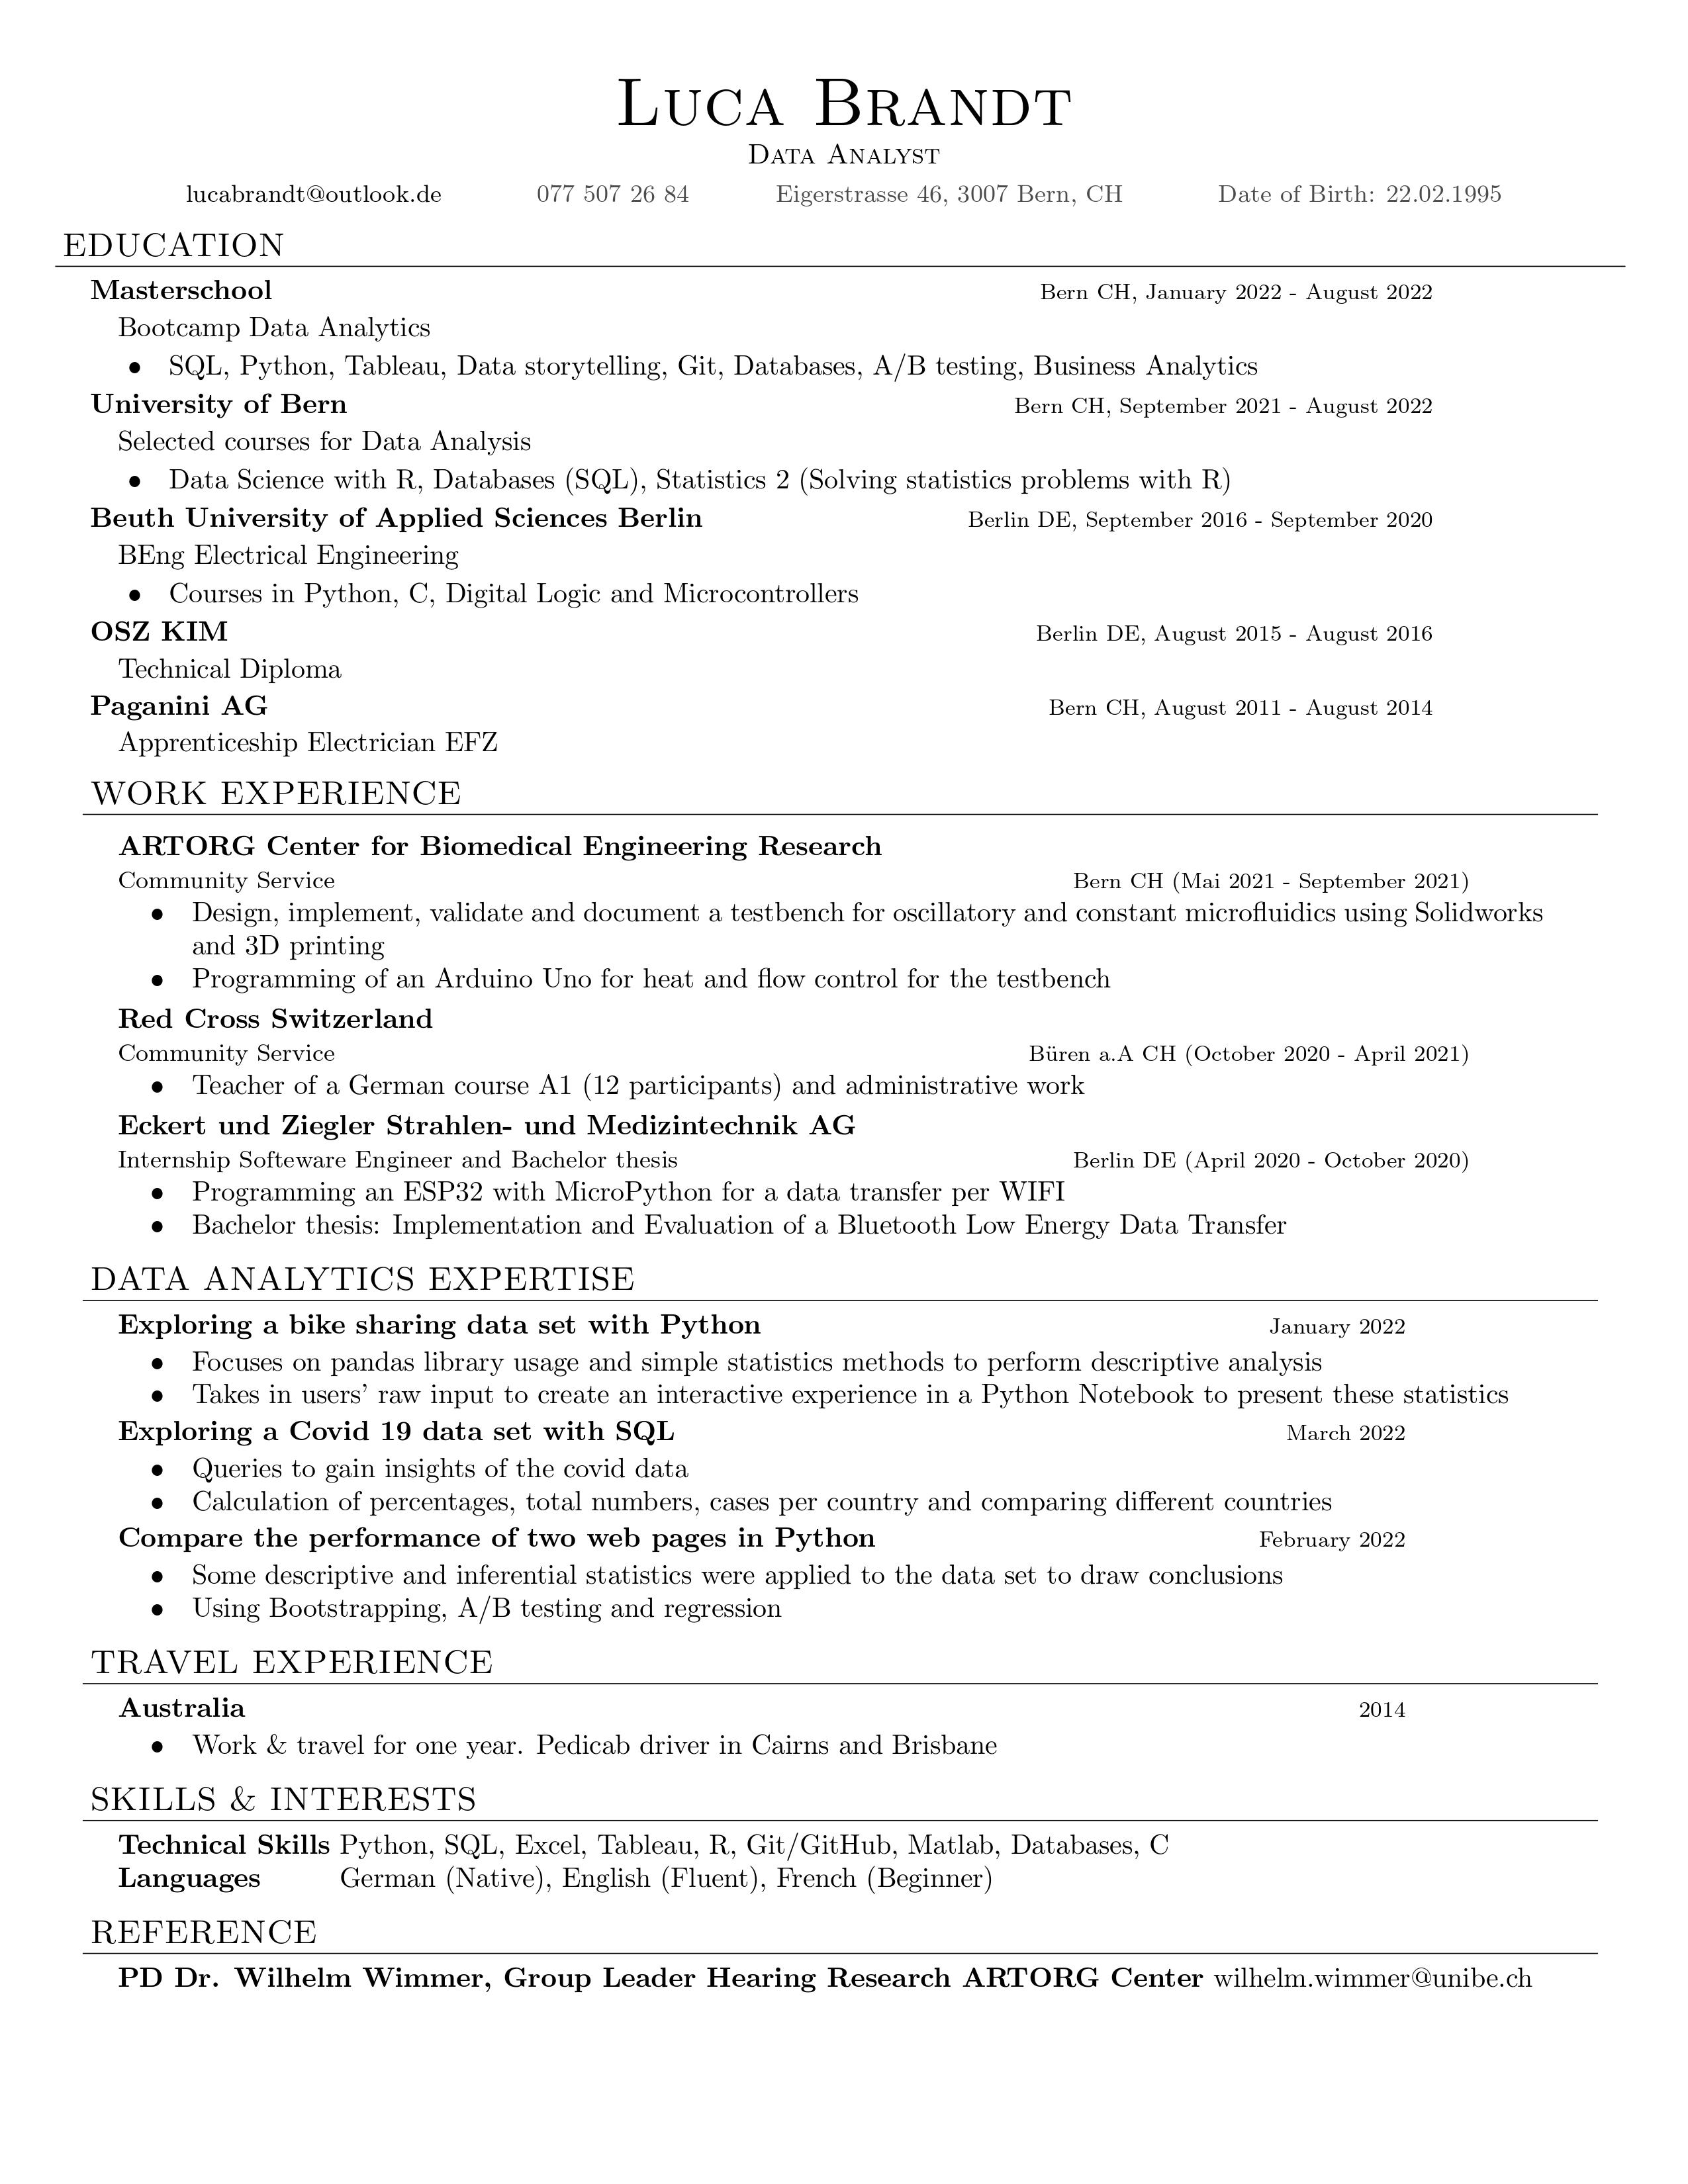 Luca Brandt
Data Analyst
lucabrandt@outlook.de 077 507 26 84 Eigerstrasse 46, 3007 Bern, CH Date of Birth: 22.02.1995
EDUCATION
Masterschool Bern CH, January 2022 - August 2022
Bootcamp Data Analytics
• SQL, Python, Tableau, Data storytelling, Git, Databases, A/B testing, Business Analytics
University of Bern Bern CH, September 2021 - August 2022
Selected courses for Data Analysis
• Data Science with R, Databases (SQL), Statistics 2 (Solving statistics problems with R)
Beuth University of Applied Sciences Berlin Berlin DE, September 2016 - September 2020
BEng Electrical Engineering
• Courses in Python, C, Digital Logic and Microcontrollers
OSZ KIM Berlin DE, August 2015 - August 2016
Technical Diploma
Paganini AG Bern CH, August 2011 - August 2014
Apprenticeship Electrician EFZ
WORK EXPERIENCE
ARTORG Center for Biomedical Engineering Research
Community Service Bern CH (Mai 2021 - September 2021)
• Design, implement, validate and document a testbench for oscillatory and constant microfluidics using Solidworks
and 3D printing
• Programming of an Arduino Uno for heat and flow control for the testbench
Red Cross Switzerland
Community Service Büren a.A CH (October 2020 - April 2021)
• Teacher of a German course A1 (12 participants) and administrative work
Eckert und Ziegler Strahlen- und Medizintechnik AG
Internship Softeware Engineer and Bachelor thesis Berlin DE (April 2020 - October 2020)
• Programming an ESP32 with MicroPython for a data transfer per WIFI
• Bachelor thesis: Implementation and Evaluation of a Bluetooth Low Energy Data Transfer
DATA ANALYTICS EXPERTISE
Exploring a bike sharing data set with Python January 2022
• Focuses on pandas library usage and simple statistics methods to perform descriptive analysis
• Takes in users' raw input to create an interactive experience in a Python Notebook to present these statistics
Exploring a Covid 19 data set with SQL March 2022
• Queries to gain insights of the covid data
• Calculation of percentages, total numbers, cases per country and comparing different countries
Compare the performance of two web pages in Python February 2022
• Some descriptive and inferential statistics were applied to the data set to draw conclusions
• Using Bootstrapping, A/B testing and regression
TRAVEL EXPERIENCE
Australia 2014
• Work & travel for one year. Pedicab driver in Cairns and Brisbane
SKILLS & INTERESTS
Technical Skills Python, SQL, Excel, Tableau, R, Git/GitHub, Matlab, Databases, C
Languages German (Native), English (Fluent), French (Beginner)
REFERENCE
PD Dr. Wilhelm Wimmer, Group Leader Hearing Research ARTORG Center wilhelm.wimmer@unibe.ch